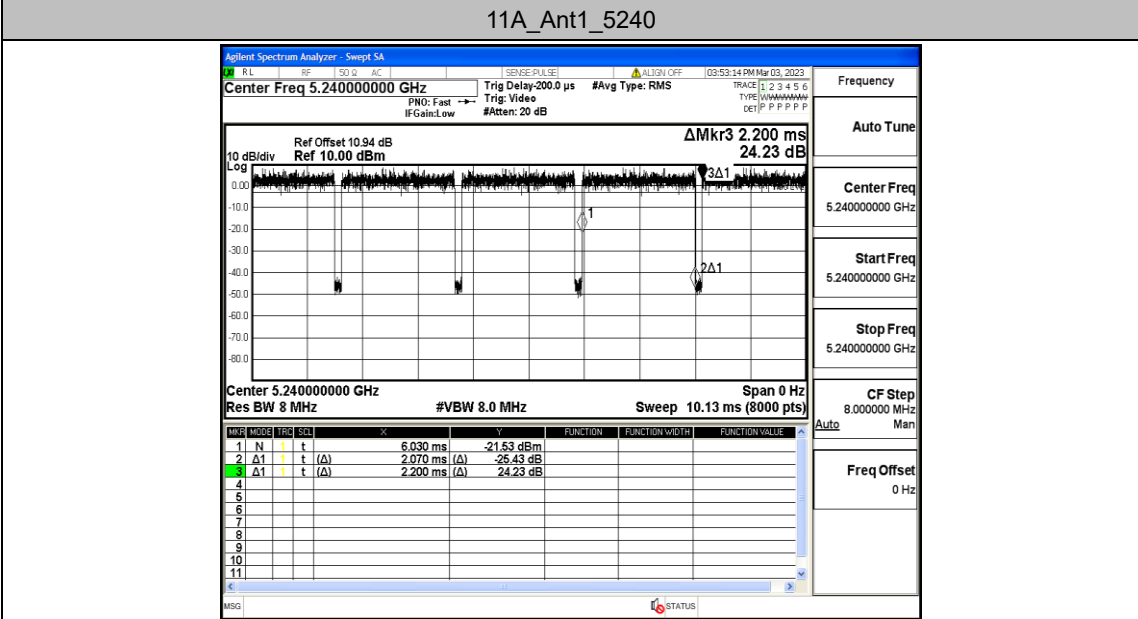 11A_Ant1_5240
Agilent Spectrum Analyzer - Swept SA
RL RF 50 Ω AC SENSE:PULSE ALIGN OFF 03:53:14 PM Mar 03, 2023
Center Freq 5.240000000 GHz
PNO: Fast
IFGain:Low
Trig Delay-200.0 µs
Trig: Video
#Atten: 20 dB
#Avg Type: RMS
TRACE 1 2 3 4 5 6
TYPE
DET P P P P P P
Ref Offset 10.94 dB
10 dB/div Ref 10.00 dBm
Log
ΔMkr3 2.200 ms
24.23 dB
0.00
-10.0
-20.0
-30.0
-40.0
-50.0
-60.0
-70.0
-80.0
3Δ1
1
2Δ1
Center 5.240000000 GHz Span 0 Hz
Res BW 8 MHz #VBW 8.0 MHz Sweep 10.13 ms (8000 pts)
MKR MODE TRC SCL X Y FUNCTION FUNCTION WIDTH FUNCTION VALUE
1 N 1 t 6.030 ms -21.53 dBm
2 Δ1 1 t (Δ) 2.070 ms (Δ) -25.43 dB
3 Δ1 1 t (Δ) 2.200 ms (Δ) 24.23 dB
4
5
6
7
8
9
10
11
MSG STATUS
Frequency
Auto Tune
Center Freq
5.240000000 GHz
Start Freq
5.240000000 GHz
Stop Freq
5.240000000 GHz
CF Step
8.000000 MHz
Auto Man
Freq Offset
0 Hz